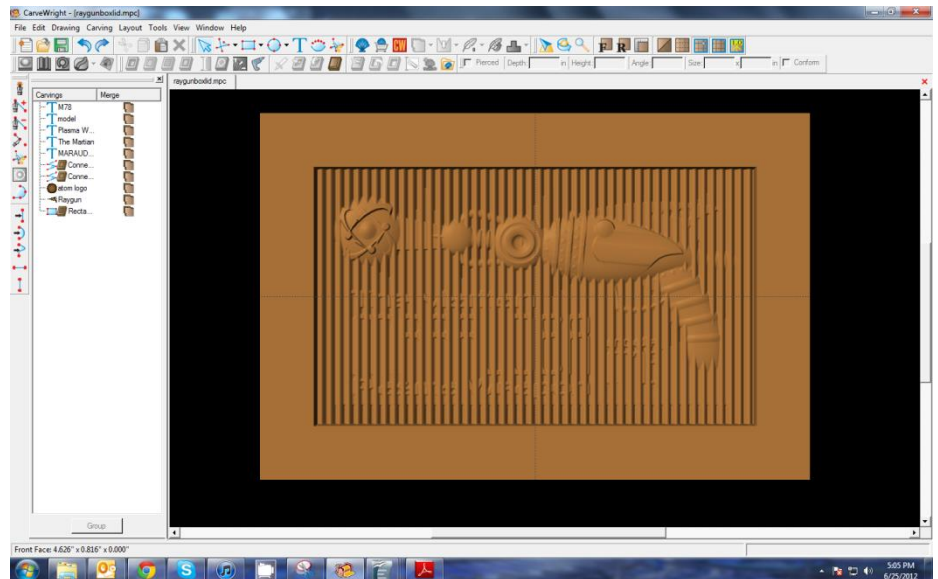 CarveWright - [raygunboxlid.mpc]
File Edit Drawing Carving Layout Tools View Window Help
CW
F R
Pierced Depth in Height Angle Size x in Conform
raygunboxlid.mpc
Carvings Merge
M78
model
Plasma W...
The Martian
MARAUD...
Conne...
Conne...
atom logo
Raygun
Recta...
Group
Front Face: 4.626" x 0.816" x 0.000"
5:05 PM
6/25/2012